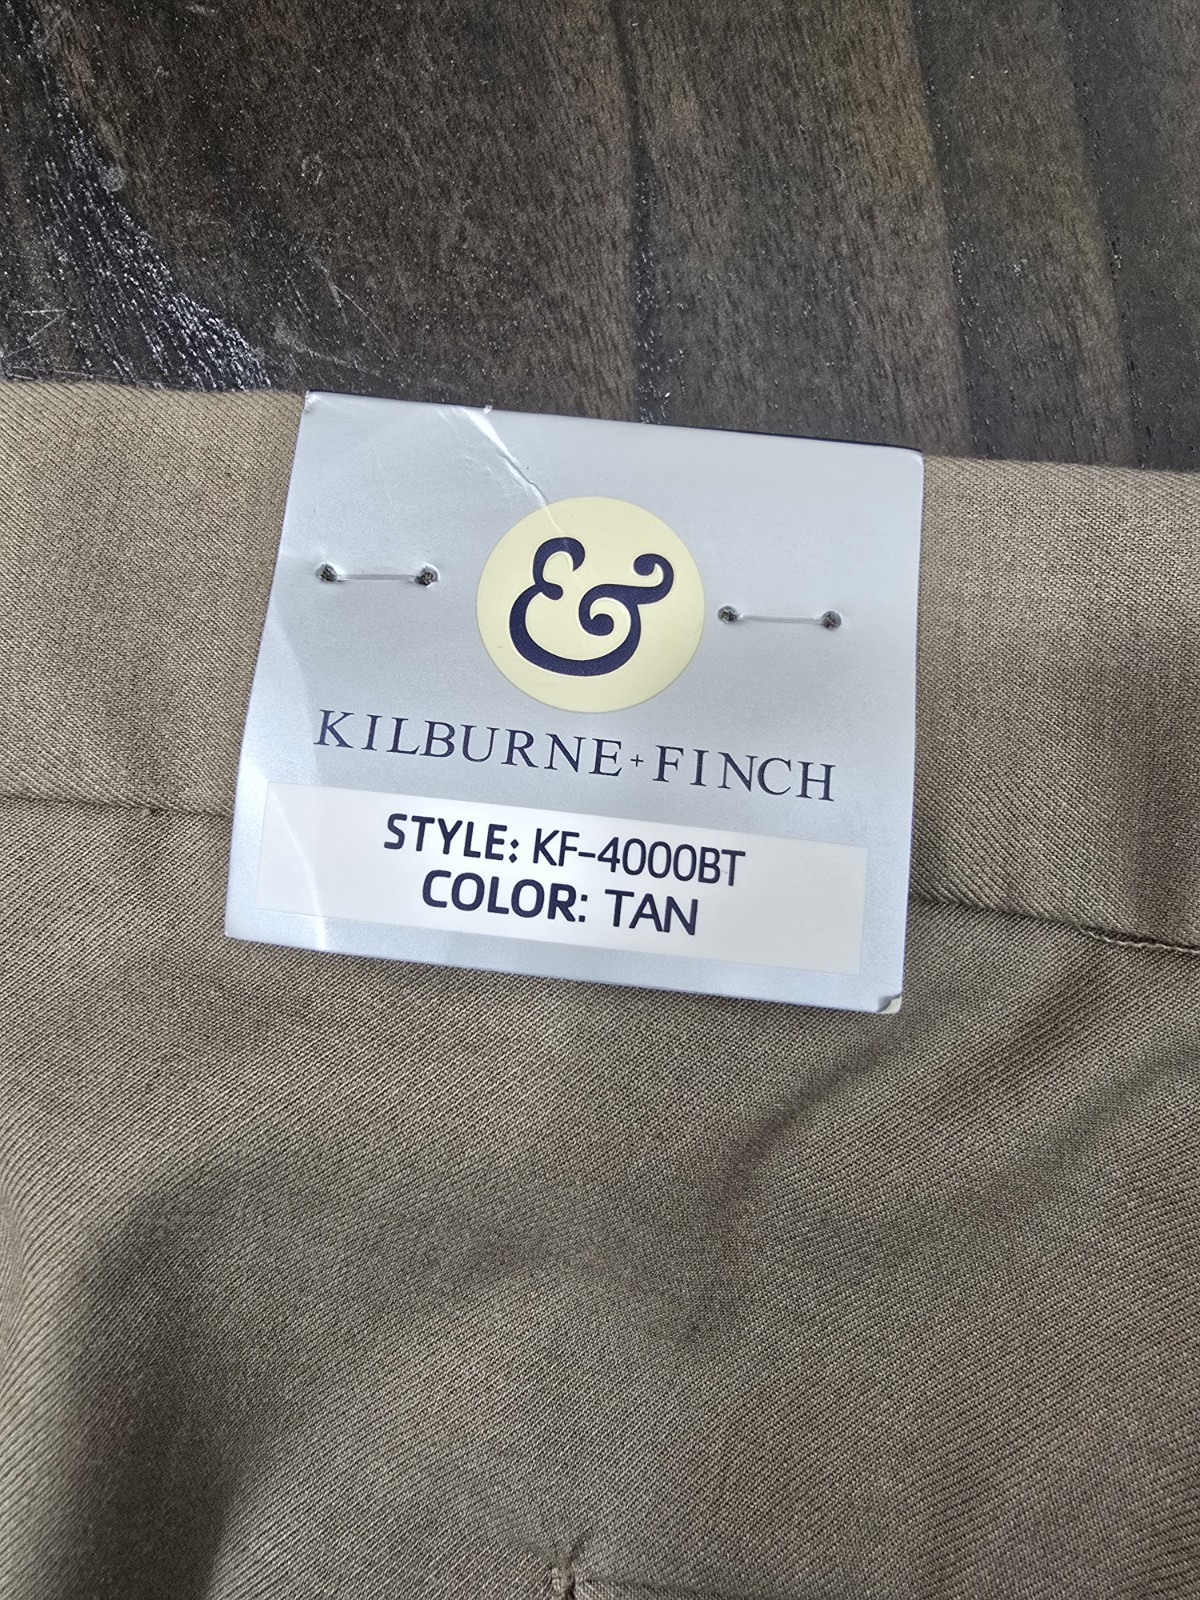 &
KILBURNE+FINCH
STYLE: KF-4000BT
COLOR: TAN